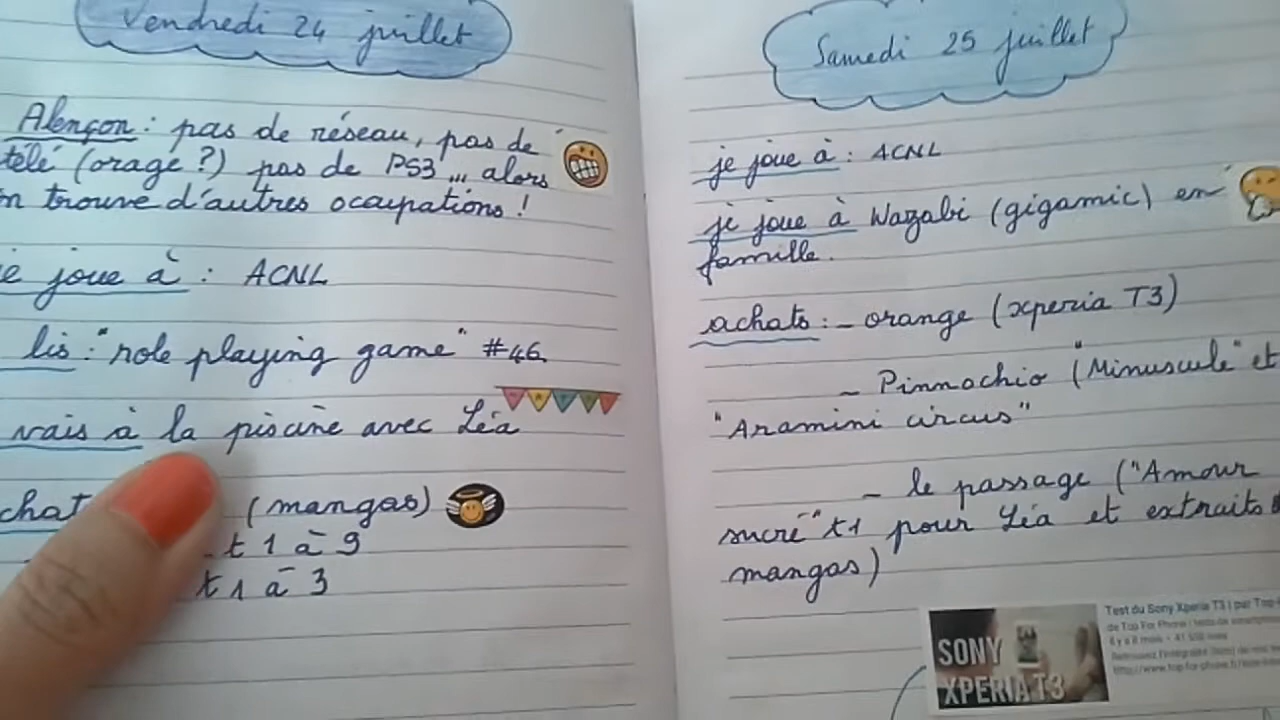 Vendredi 24 juillet
Alençon : pas de réseau, pas de
télé (orage ?) pas de PS3 ... alors
on trouve d'autres occupations !
je joue à : ACNL
lis : "role playing game" #46.
vais à la piscine avec Léa
achat (mangas)
- t 1 à 9
t 1 à 3
Samedi 25 juillet
je joue à : ACNL
je joue à Wazabi (gigamic) en
famille.
achats : - orange (xperia T3)
- Pinnochio ("Minuscule" et
"Aramini circus"
- le passage ("Amour
sucré" t1 pour Léa et extraits
mangas)
SONY
XPERIA T3
Test du Sony Xperia T3 | par Top
de Top For Phone
il y a 8 mois